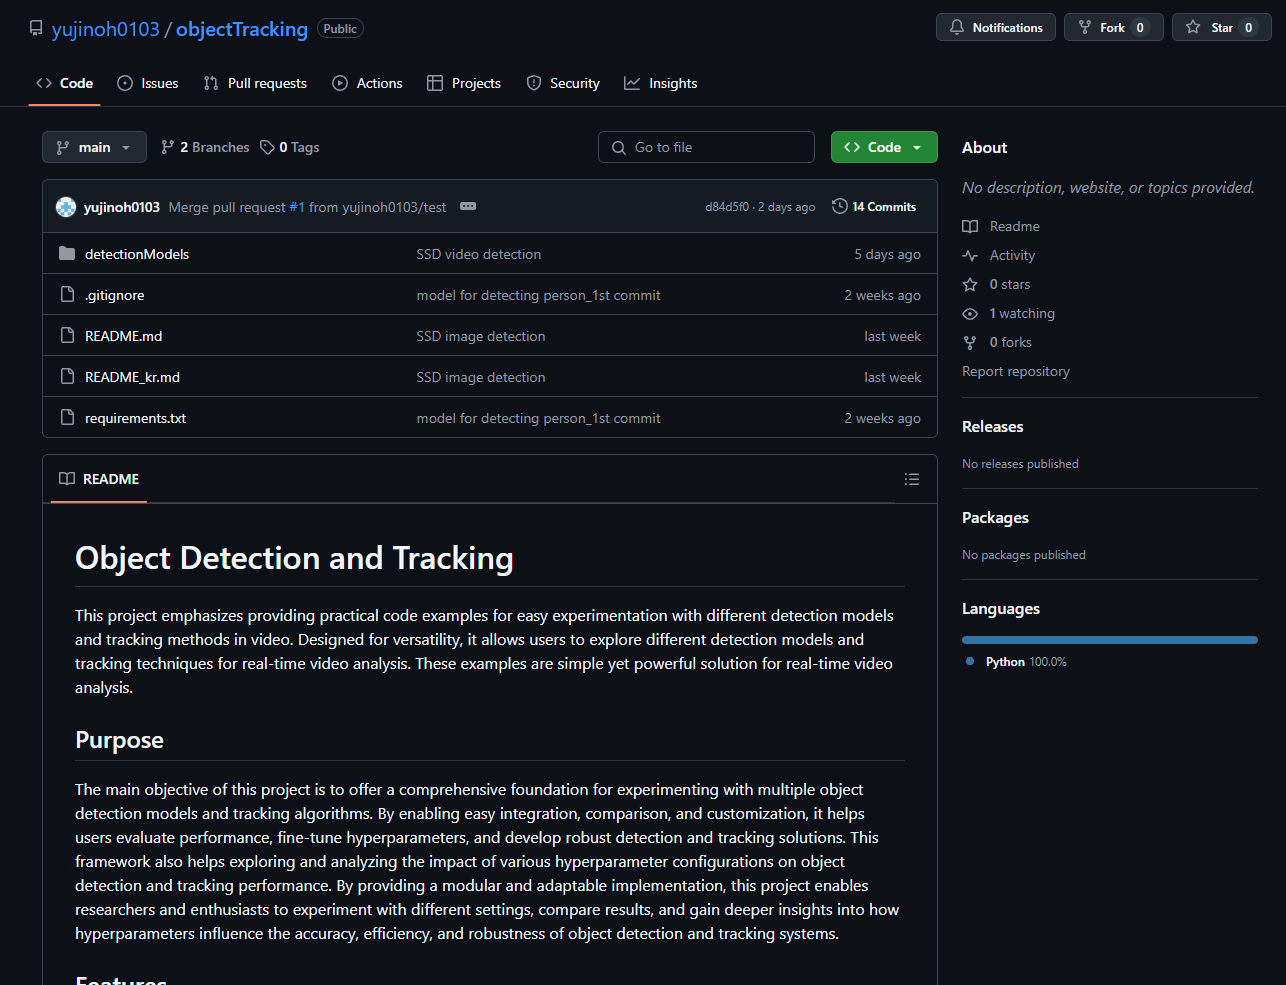 yujinoh0103 / objectTracking Public
Notifications Fork 0 Star 0
Code Issues Pull requests Actions Projects Security Insights
main 2 Branches 0 Tags Go to file Code
yujinoh0103 Merge pull request #1 from yujinoh0103/test d84d5f0 · 2 days ago 14 Commits
detectionModels SSD video detection 5 days ago
.gitignore model for detecting person_1st commit 2 weeks ago
README.md SSD image detection last week
README_kr.md SSD image detection last week
requirements.txt model for detecting person_1st commit 2 weeks ago
README
Object Detection and Tracking
This project emphasizes providing practical code examples for easy experimentation with different detection models
and tracking methods in video. Designed for versatility, it allows users to explore different detection models and
tracking techniques for real-time video analysis. These examples are simple yet powerful solution for real-time video
analysis.
Purpose
The main objective of this project is to offer a comprehensive foundation for experimenting with multiple object
detection models and tracking algorithms. By enabling easy integration, comparison, and customization, it helps
users evaluate performance, fine-tune hyperparameters, and develop robust detection and tracking solutions. This
framework also helps exploring and analyzing the impact of various hyperparameter configurations on object
detection and tracking performance. By providing a modular and adaptable implementation, this project enables
researchers and enthusiasts to experiment with different settings, compare results, and gain deeper insights into how
hyperparameters influence the accuracy, efficiency, and robustness of object detection and tracking systems.
Features
About
No description, website, or topics provided.
Readme
Activity
0 stars
1 watching
0 forks
Report repository
Releases
No releases published
Packages
No packages published
Languages
Python 100.0%